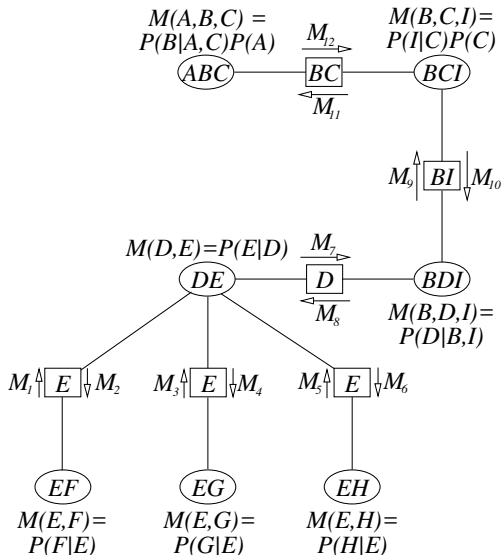 M(A,B,C) =
P(B|A,C)P(A)
M₁₂
M(B,C,I) =
P(I|C)P(C)
ABC
BC
BCI
M₁₁
M₉
BI
M₁₀
M(D,E)=P(E|D)
M₇
DE
D
BDI
M₈
M(B,D,I)=
P(D|B,I)
M₁
E
M₂
M₃
E
M₄
M₅
E
M₆
EF
EG
EH
M(E,F)=
P(F|E)
M(E,G)=
P(G|E)
M(E,H)=
P(H|E)